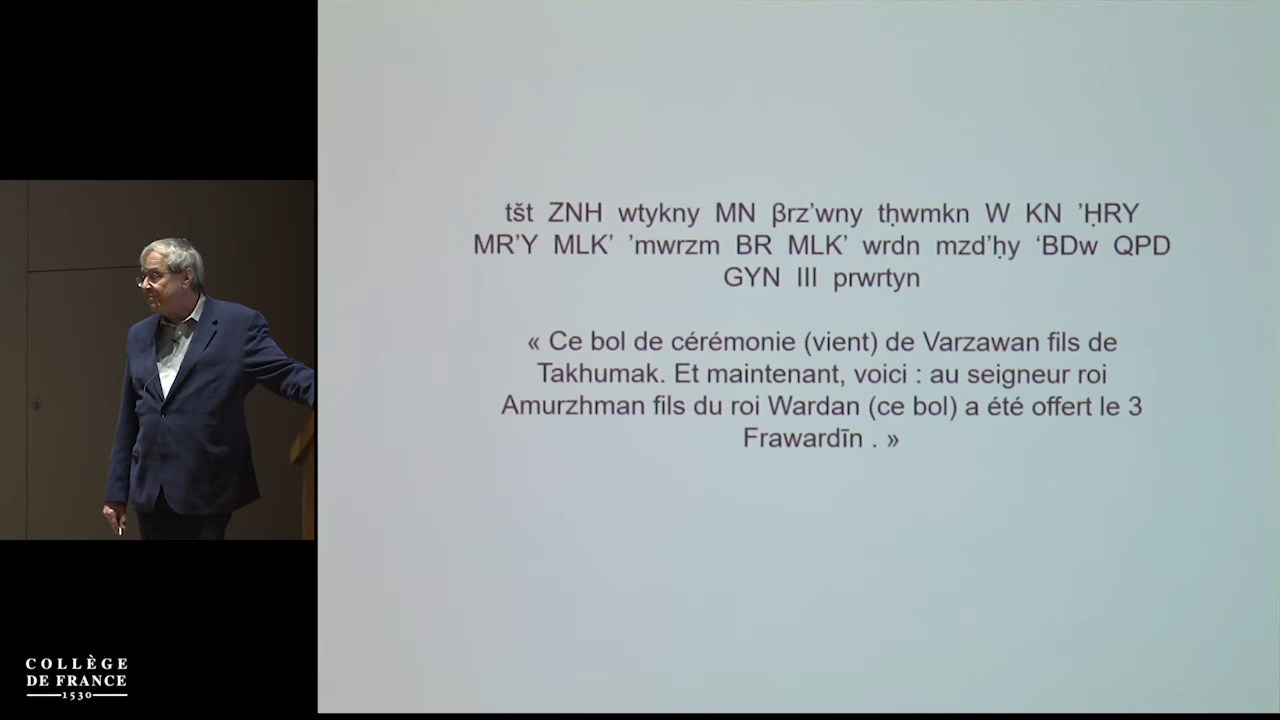 tšt ZNH wtykny MN βrz’wny tḥwmkn W KN ’ḤRY
MR’Y MLK’ ’mwrzm BR MLK’ wrdn mzd’ḥy ‘BDw QPD
GYN III prwrtyn
« Ce bol de cérémonie (vient) de Varzawan fils de
Takhumak. Et maintenant, voici : au seigneur roi
Amurzhman fils du roi Wardan (ce bol) a été offert le 3
Frawardīn . »
COLLÈGE
DE FRANCE
1530